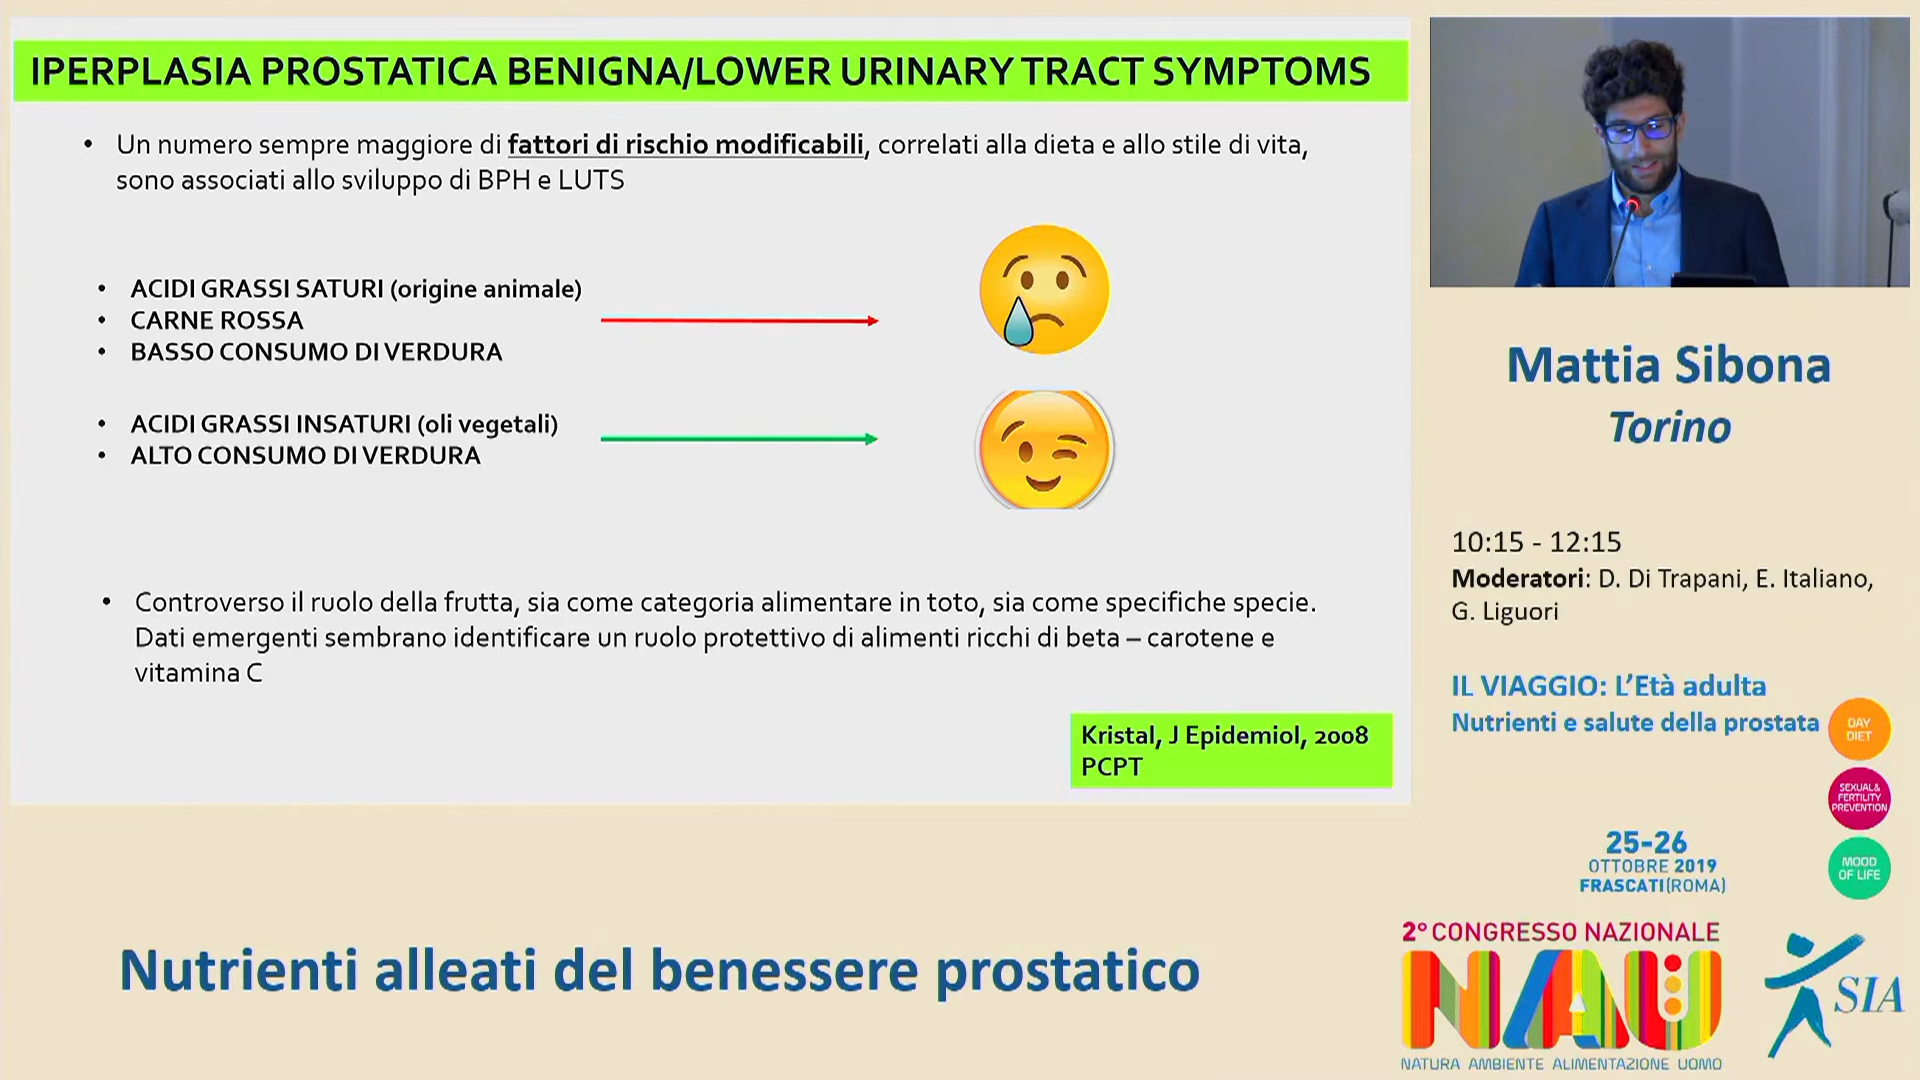 IPERPLASIA PROSTATICA BENIGNA/LOWER URINARY TRACT SYMPTOMS
• Un numero sempre maggiore di fattori di rischio modificabili, correlati alla dieta e allo stile di vita,
sono associati allo sviluppo di BPH e LUTS
• ACIDI GRASSI SATURI (origine animale)
• CARNE ROSSA
• BASSO CONSUMO DI VERDURA
• ACIDI GRASSI INSATURI (oli vegetali)
• ALTO CONSUMO DI VERDURA
• Controverso il ruolo della frutta, sia come categoria alimentare in toto, sia come specifiche specie.
Dati emergenti sembrano identificare un ruolo protettivo di alimenti ricchi di beta – carotene e
vitamina C
Kristal, J Epidemiol, 2008
PCPT
Mattia Sibona
Torino
10:15 - 12:15
Moderatori: D. Di Trapani, E. Italiano,
G. Liguori
IL VIAGGIO: L'Età adulta
Nutrienti e salute della prostata
DAY
DIET
SEXUAL&
FERTILITY
PREVENTION
MOOD
OF LIFE
25-26
OTTOBRE 2019
FRASCATI(ROMA)
Nutrienti alleati del benessere prostatico
2° CONGRESSO NAZIONALE
NAU
NATURA AMBIENTE ALIMENTAZIONE UOMO
SIA